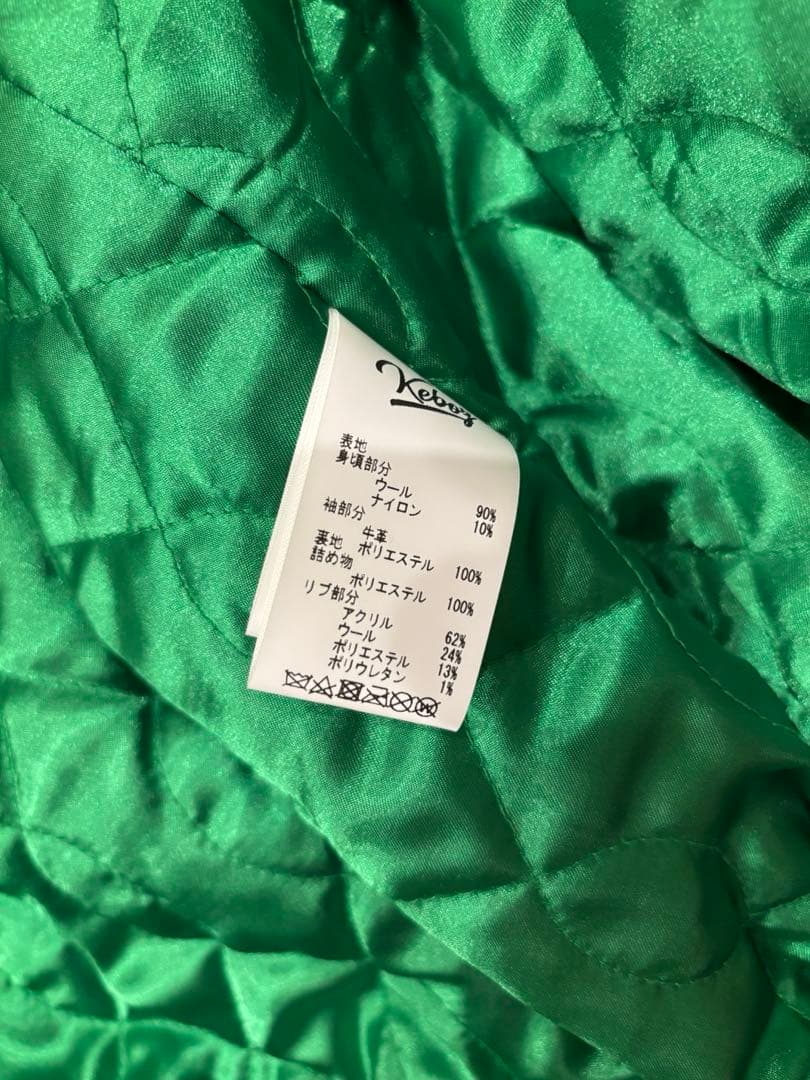 Keboz
表地
身頃部分
ウール 90%
ナイロン 10%
袖部分
牛革
裏地 ポリエステル 100%
詰め物
ポリエステル 100%
リブ部分
アクリル 62%
ウール 24%
ポリエステル 13%
ポリウレタン 1%